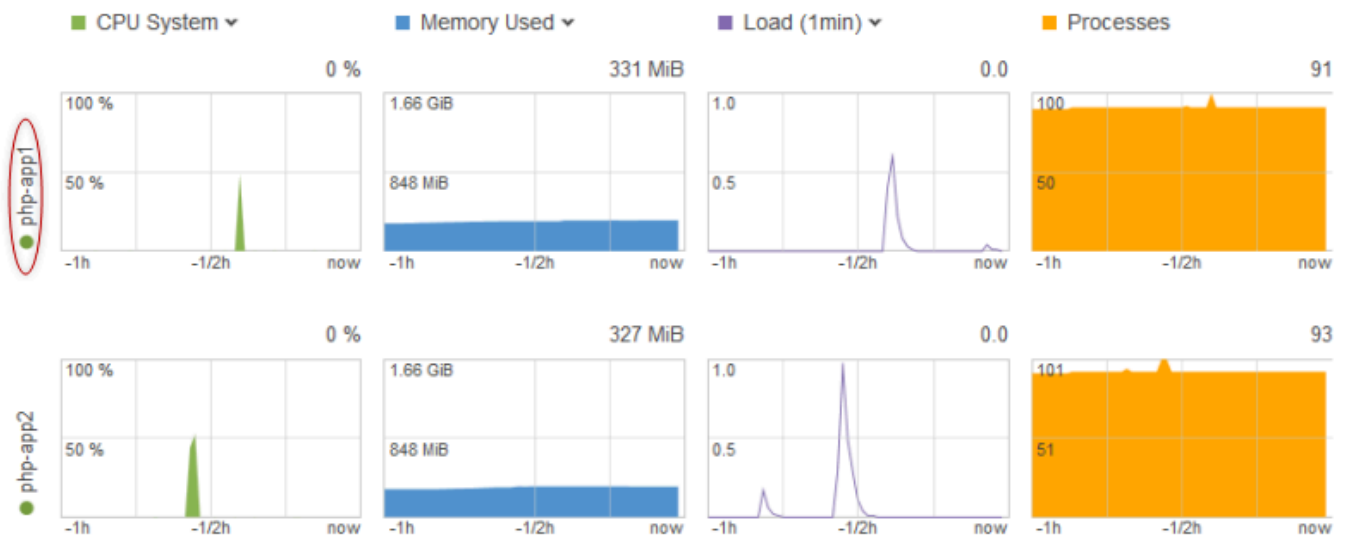 CPU System
Memory Used
Load (1min)
Processes
0 %
331 MiB
0.0
91
php-app1
100 %
50 %
-1h
-1/2h
now
1.66 GiB
848 MiB
-1h
-1/2h
now
1.0
0.5
-1h
-1/2h
now
100
50
-1h
-1/2h
now
0 %
327 MiB
0.0
93
php-app2
100 %
50 %
-1h
-1/2h
now
1.66 GiB
848 MiB
-1h
-1/2h
now
1.0
0.5
-1h
-1/2h
now
101
51
-1h
-1/2h
now